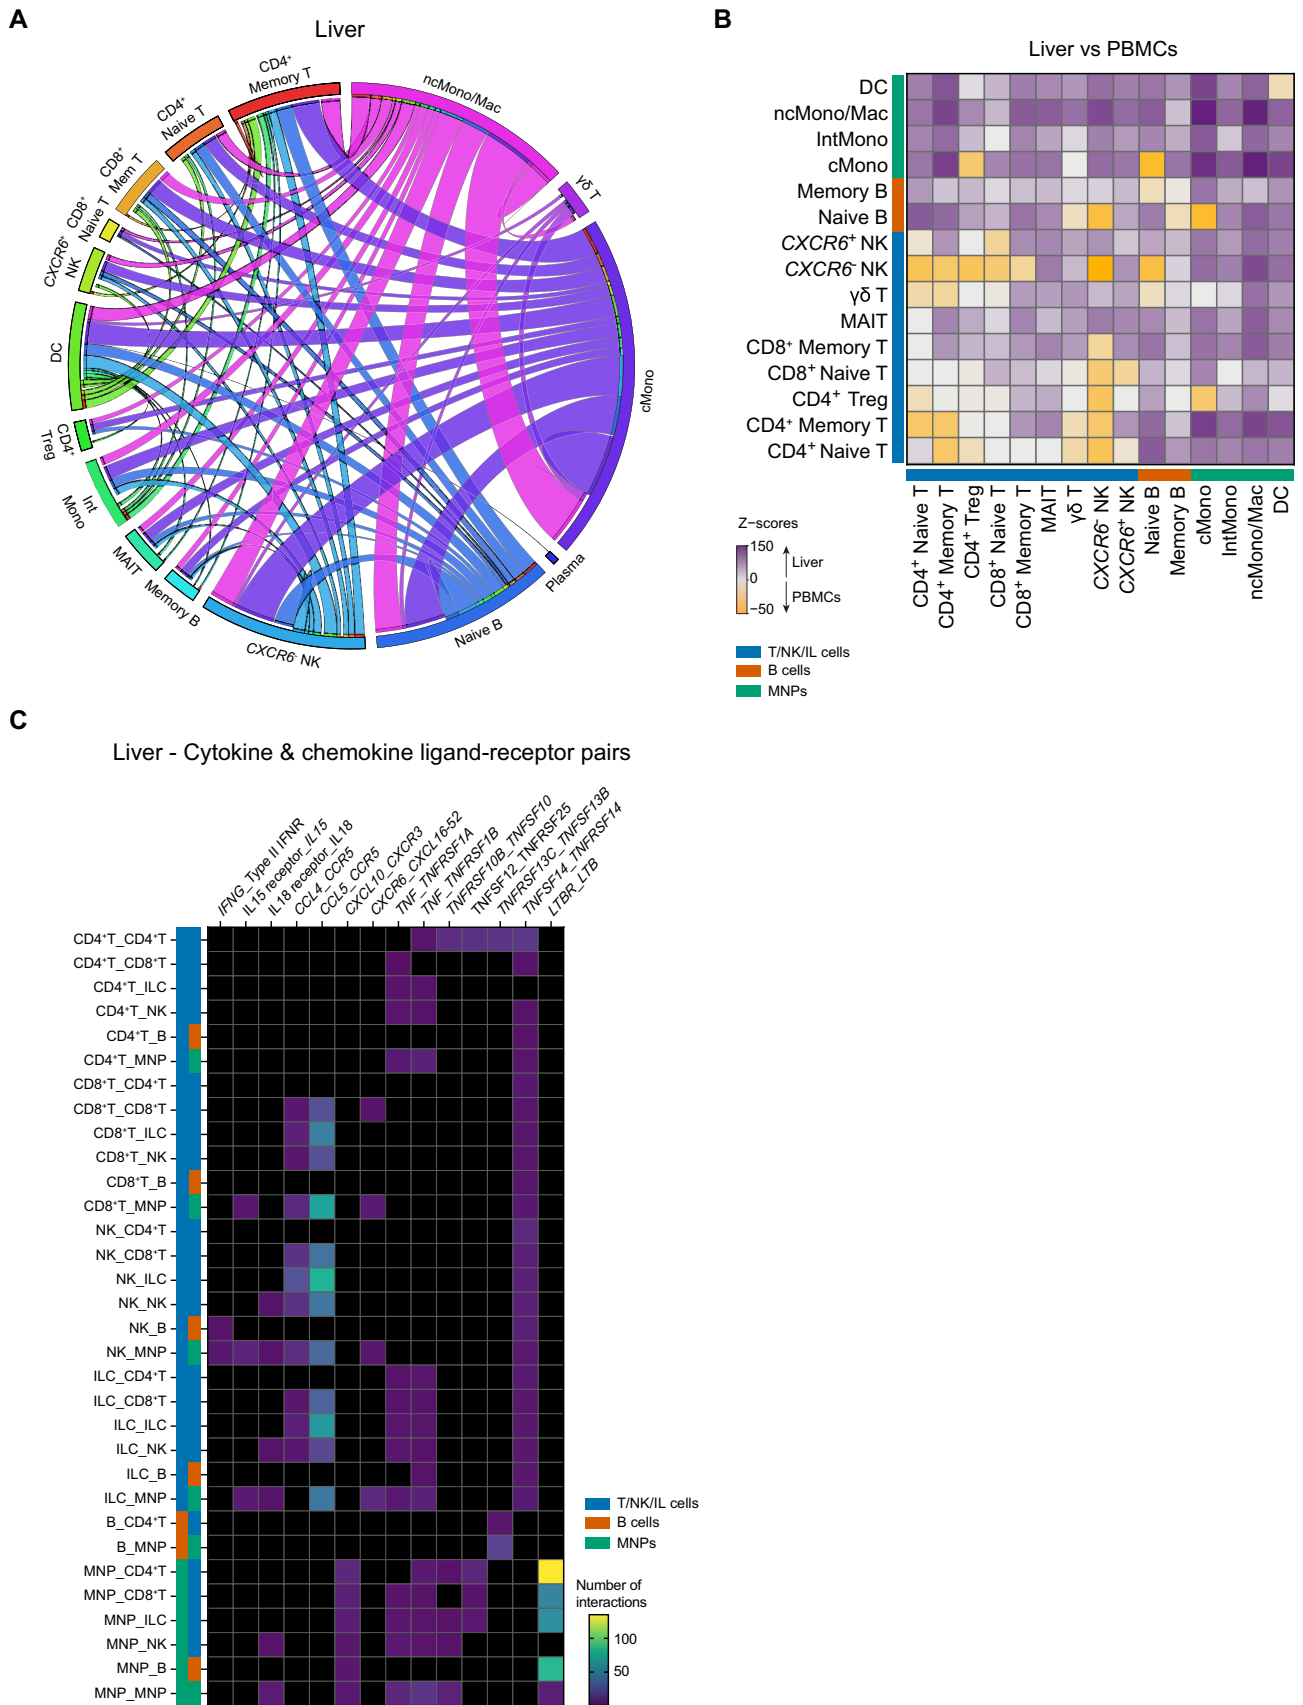 A
Liver
CD4⁺
Memory T
ncMono/Mac
γδ T
cMono
Plasma
Naive B
CXCR6⁻ NK
Memory B
MAIT
Int
Mono
CD4⁺
Treg
DC
CXCR6⁺
NK
CD8⁺
Naive T
CD8⁺
Mem T
CD4⁺
Naive T
B
Liver vs PBMCs
DC
ncMono/Mac
IntMono
cMono
Memory B
Naive B
CXCR6⁺ NK
CXCR6⁻ NK
γδ T
MAIT
CD8⁺ Memory T
CD8⁺ Naive T
CD4⁺ Treg
CD4⁺ Memory T
CD4⁺ Naive T
CD4⁺ Naive T
CD4⁺ Memory T
CD4⁺ Treg
CD8⁺ Naive T
CD8⁺ Memory T
MAIT
γδ T
CXCR6⁻ NK
CXCR6⁺ NK
Naive B
Memory B
cMono
IntMono
ncMono/Mac
DC
Z−scores
150
0
−50
Liver
PBMCs
T/NK/IL cells
B cells
MNPs
C
Liver - Cytokine & chemokine ligand-receptor pairs
IFNG_Type II IFNR
IL15 receptor_IL15
IL18 receptor_IL18
CCL4_CCR5
CCL5_CCR5
CXCL10_CXCR3
CXCR6_CXCL16-52
TNF_TNFRSF1A
TNF_TNFRSF1B
TNFRSF10B_TNFSF10
TNFSF12_TNFRSF25
TNFRSF13C_TNFSF13B
TNFSF14_TNFRSF14
LTBR_LTB
CD4⁺T_CD4⁺T
CD4⁺T_CD8⁺T
CD4⁺T_ILC
CD4⁺T_NK
CD4⁺T_B
CD4⁺T_MNP
CD8⁺T_CD4⁺T
CD8⁺T_CD8⁺T
CD8⁺T_ILC
CD8⁺T_NK
CD8⁺T_B
CD8⁺T_MNP
NK_CD4⁺T
NK_CD8⁺T
NK_ILC
NK_NK
NK_B
NK_MNP
ILC_CD4⁺T
ILC_CD8⁺T
ILC_ILC
ILC_NK
ILC_B
ILC_MNP
B_CD4⁺T
B_MNP
MNP_CD4⁺T
MNP_CD8⁺T
MNP_ILC
MNP_NK
MNP_B
MNP_MNP
T/NK/IL cells
B cells
MNPs
Number of
interactions
100
50